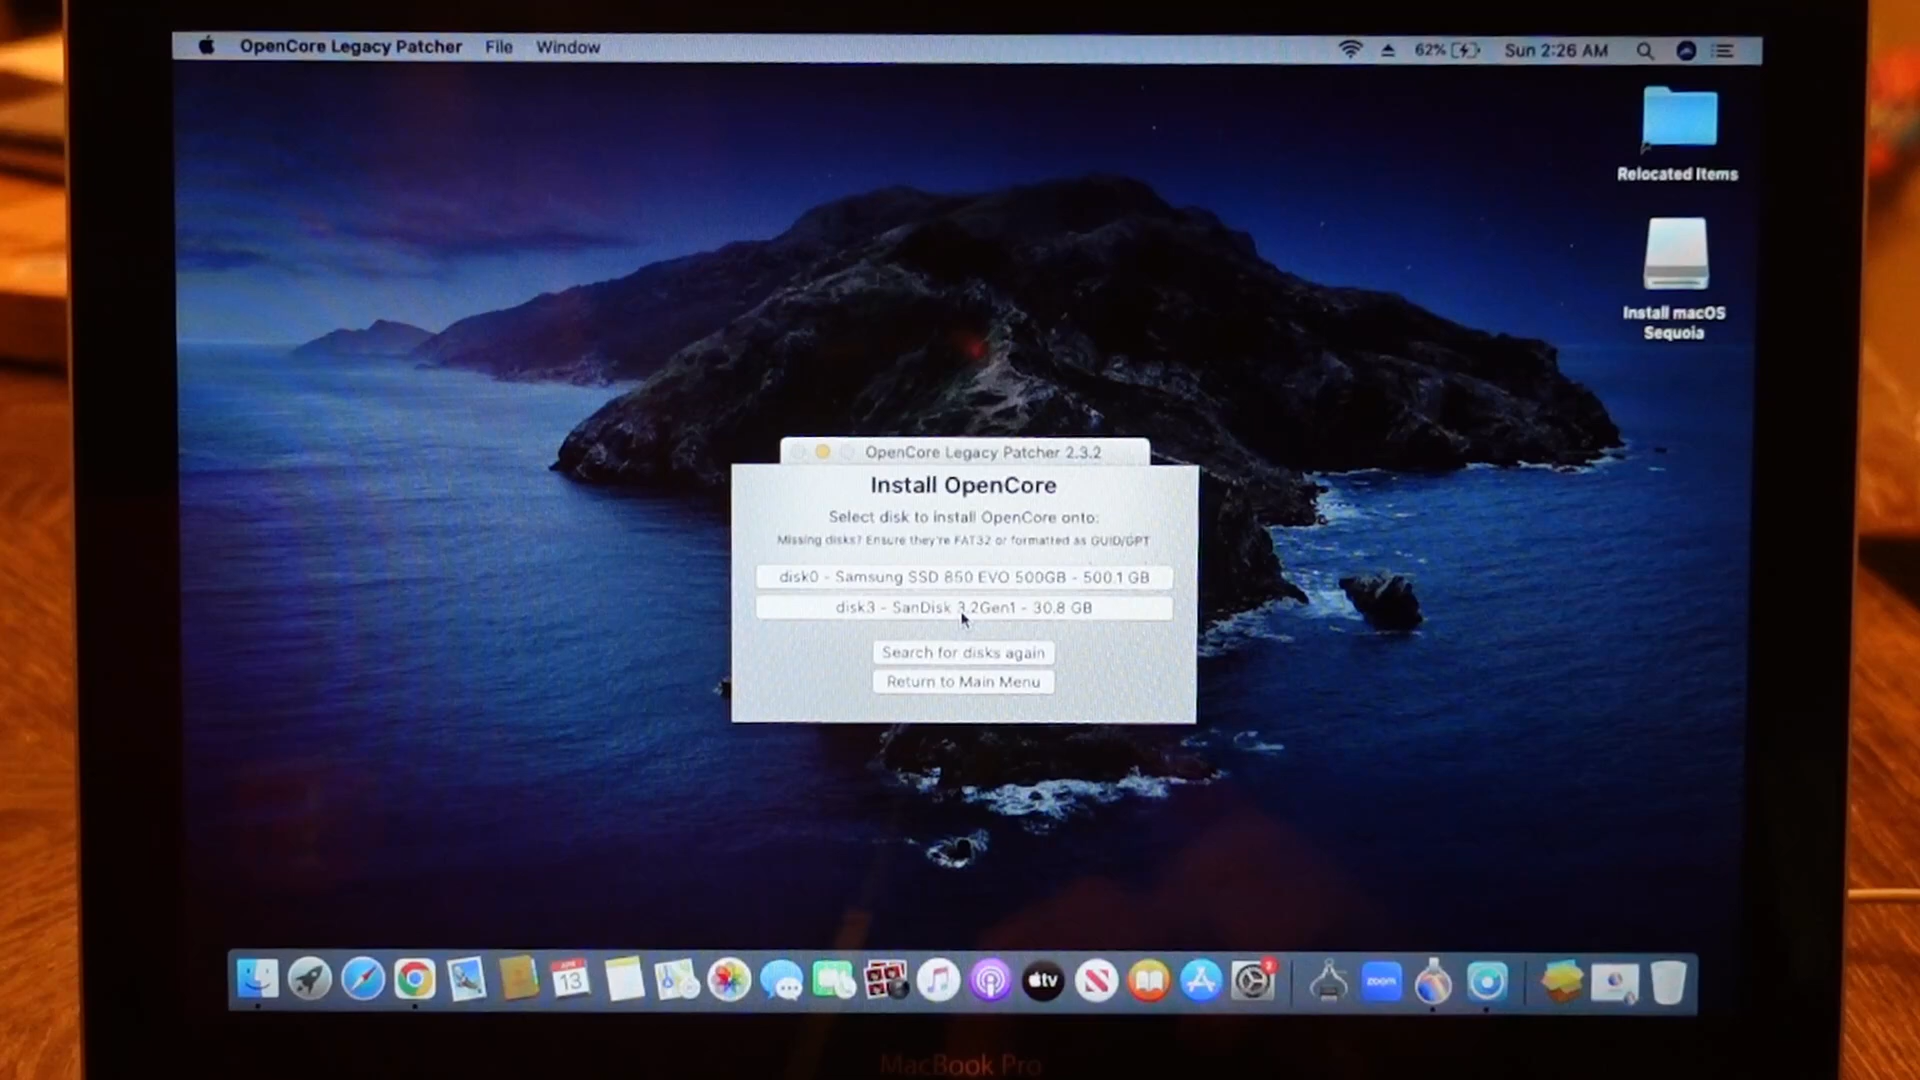 OpenCore Legacy Patcher File Window
62% Sun 2:26 AM
Relocated Items
Install macOS
Sequoia
OpenCore Legacy Patcher 2.3.2
Install OpenCore
Select disk to install OpenCore onto:
Missing disks? Ensure they're FAT32 or formatted as GUID/GPT
disk0 - Samsung SSD 850 EVO 500GB - 500.1 GB
disk3 - SanDisk 3.2Gen1 - 30.8 GB
Search for disks again
Return to Main Menu
13
tv
zoom
MacBook Pro